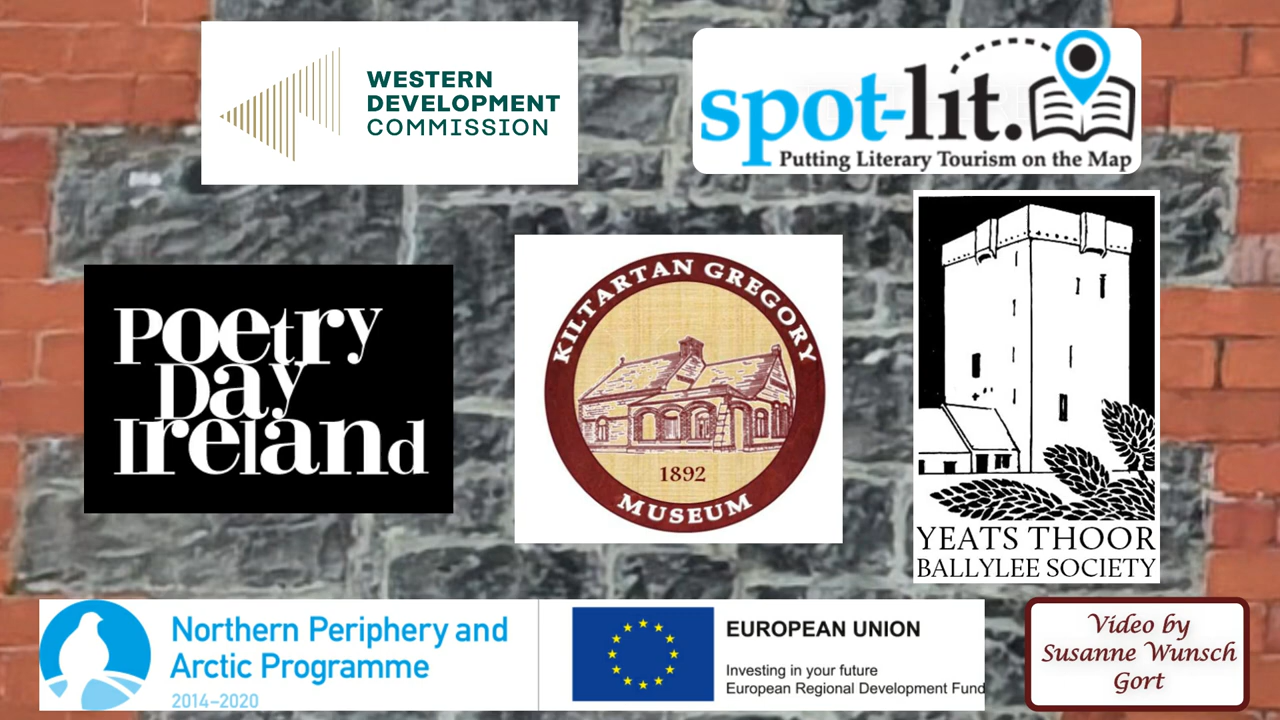 WESTERN
DEVELOPMENT
COMMISSION
spot-lit.
Putting Literary Tourism on the Map
Poetry
Day
Ireland
KILTARTAN GREGORY
1892
MUSEUM
YEATS THOOR
BALLYLEE SOCIETY
Northern Periphery and
Arctic Programme
2014–2020
EUROPEAN UNION
Investing in your future
European Regional Development Fund
Video by
Susanne Wunsch
Gort